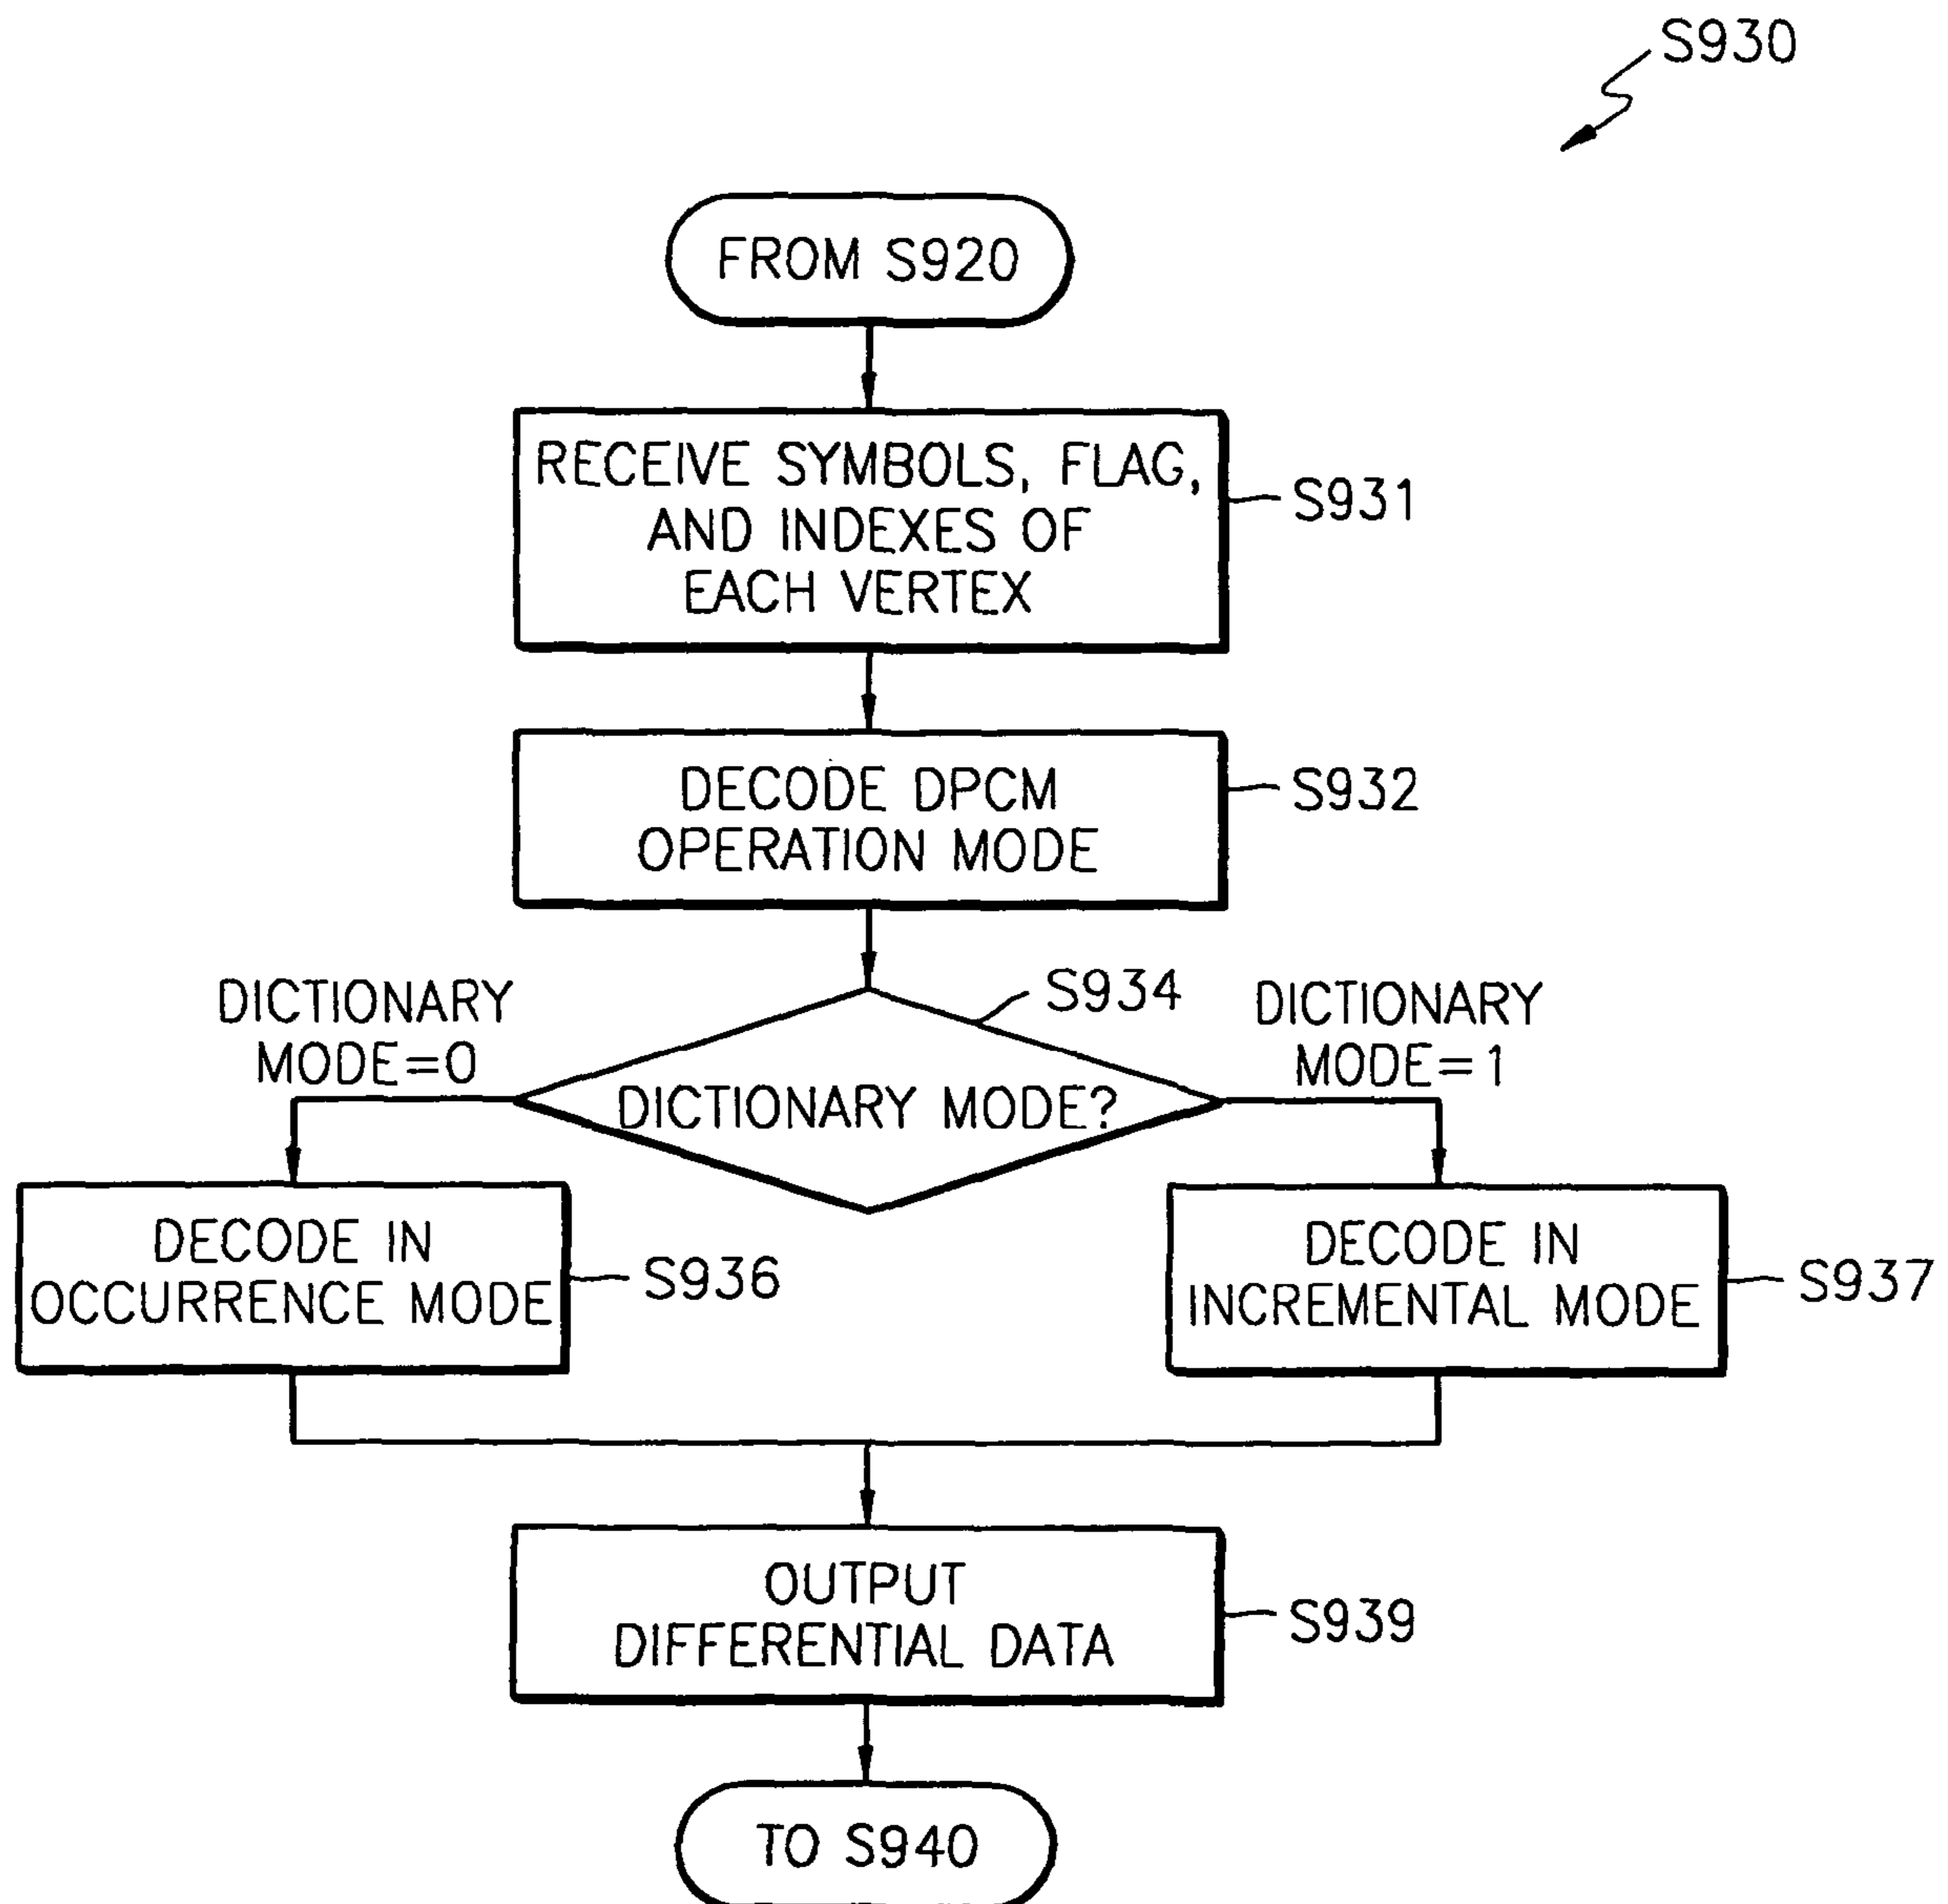 S930
FROM S920
RECEIVE SYMBOLS, FLAG,
AND INDEXES OF
EACH VERTEX
S931
DECODE DPCM
OPERATION MODE
S932
DICTIONARY
MODE=0
S934
DICTIONARY
MODE=1
DICTIONARY MODE?
DECODE IN
OCCURRENCE MODE
S936
DECODE IN
INCREMENTAL MODE
S937
OUTPUT
DIFFERENTIAL DATA
S939
TO S940